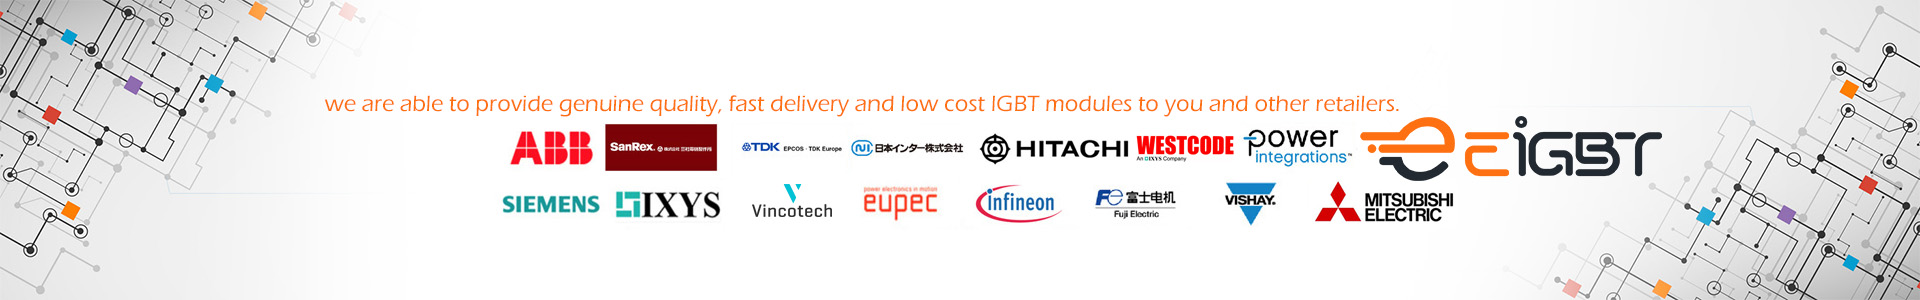 we are able to provide genuine quality, fast delivery and low cost IGBT modules to you and other retailers.
ABB
SanRex
TDK EPCOS · TDK Europe
日本インター株式会社
HITACHI
WESTCODE
An IXYS Company
power
integrations™
EiGBT
SIEMENS
IXYS
Vincotech
power electronics in motion
eupec
infineon
Fe 富士电机
Fuji Electric
VISHAY.
MITSUBISHI
ELECTRIC